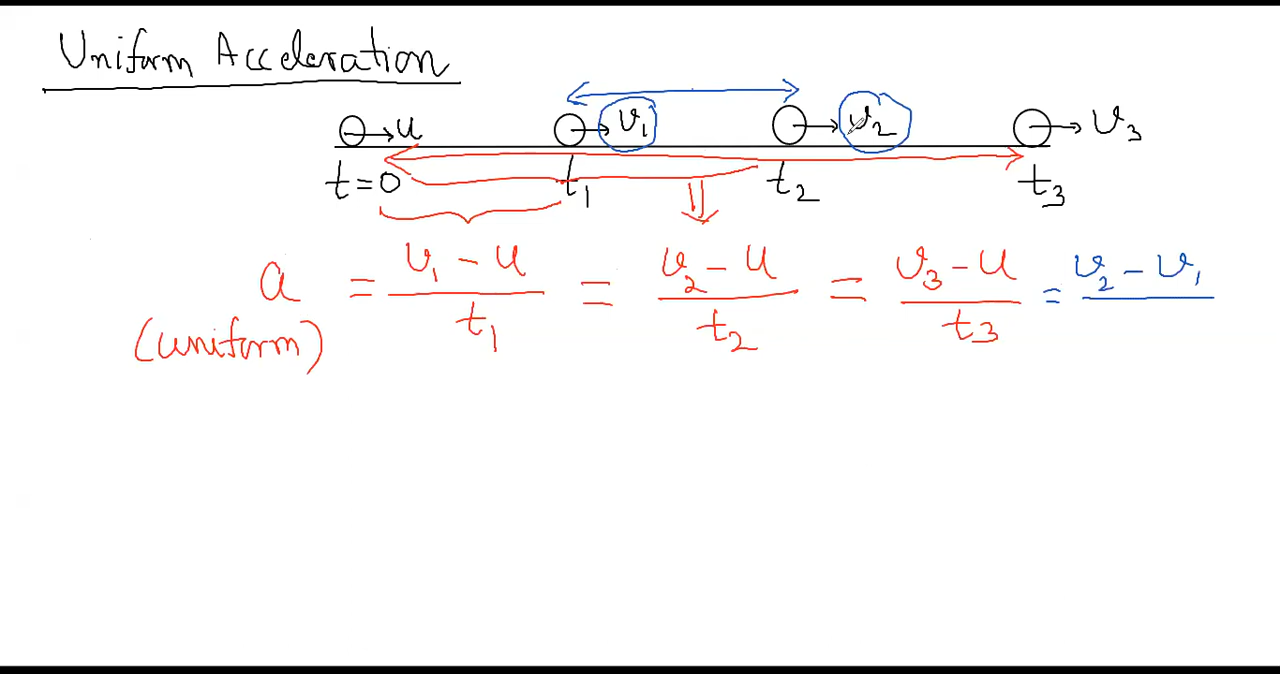 Uniform Acceleration
u v₁ v₂ v₃
t=0 t₁ t₂ t₃
a = (v₁ - u)/t₁ = (v₂ - u)/t₂ = (v₃ - u)/t₃ = v₂ - v₁
(uniform)